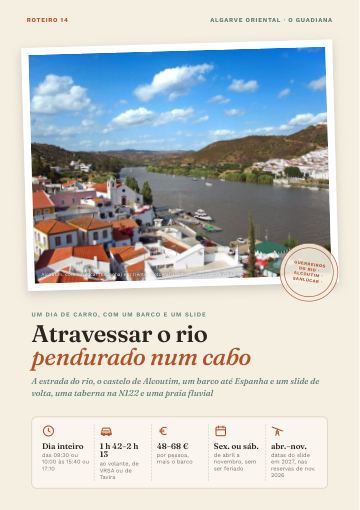 ROTEIRO 14
ALGARVE ORIENTAL · O GUADIANA
GUERREIROS
DO RIO ·
ALCOUTIM ·
SANLÚCAR ·
UM DIA DE CARRO, COM UM BARCO E UM SLIDE
Atravessar o rio
pendurado num cabo
A estrada do rio, o castelo de Alcoutim, um barco até Espanha e um slide de
volta, uma taberna na N122 e uma praia fluvial
Dia inteiro
das 09:30 ou
10:00 às 15:40 ou
17:10
1 h 42–2 h
15
ao volante, de
VRSA ou de
Tavira
48–68 €
por pessoa,
mais o barco
Sex. ou sáb.
de abril a
novembro, sem
ser feriado
abr.–nov.
datas do slide
em 2027, nas
reservas de nov.
2026